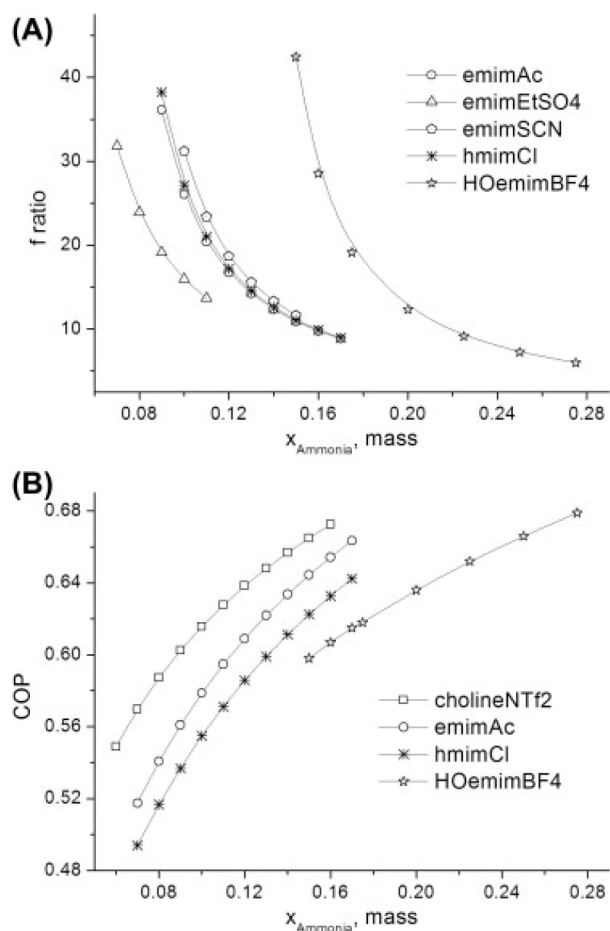 (A)
40
30
20
10
f ratio
emimAc
emimEtSO4
emimSCN
hmimCl
HOemimBF4
0.08 0.12 0.16 0.20 0.24 0.28
x_Ammonia, mass
(B)
0.68
0.64
0.60
0.56
0.52
0.48
COP
cholineNTf2
emimAc
hmimCl
HOemimBF4
0.08 0.12 0.16 0.20 0.24 0.28
x_Ammonia, mass